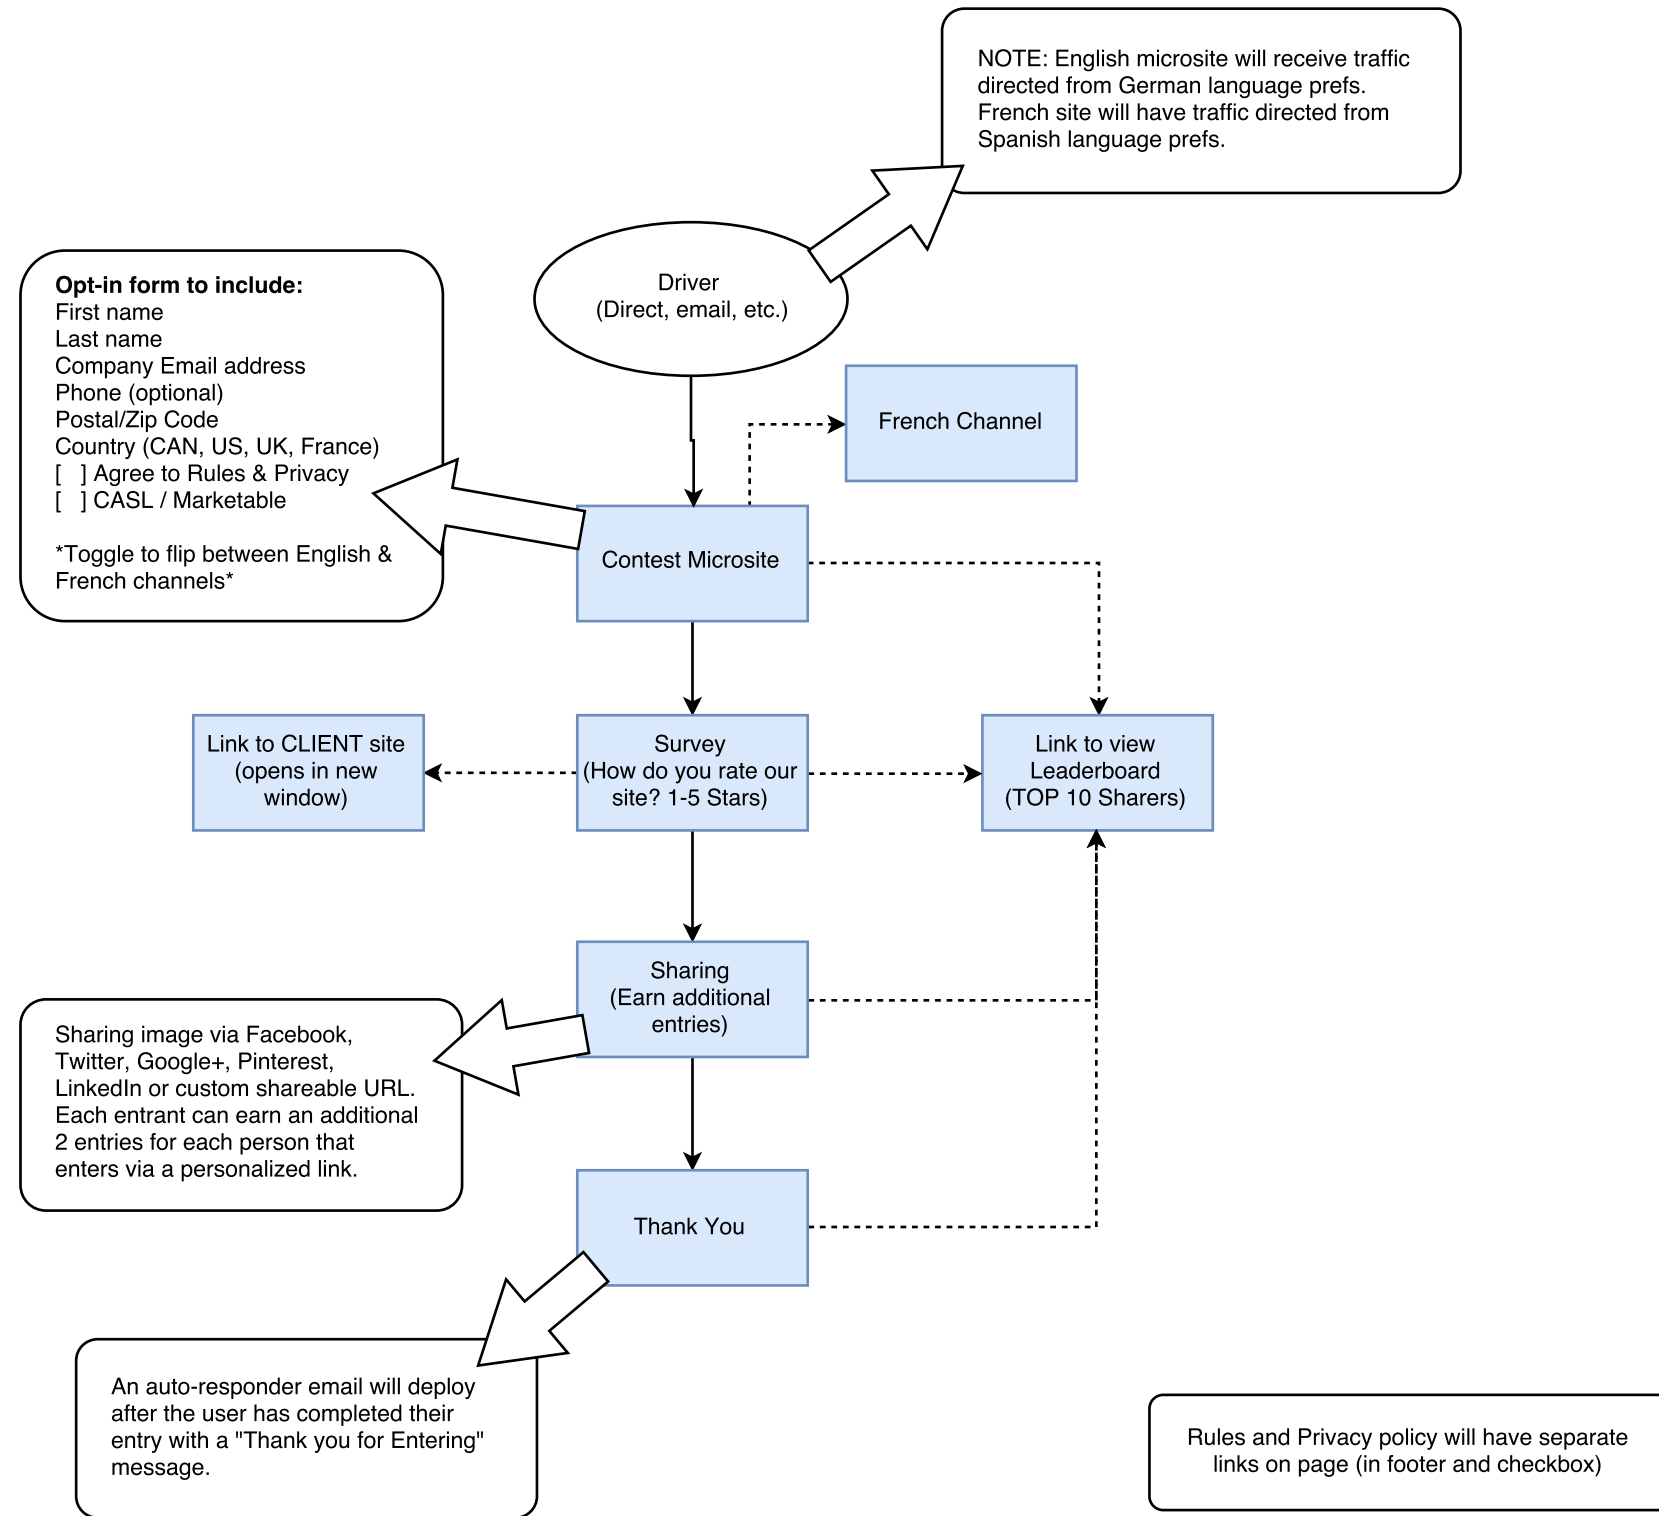 NOTE: English microsite will receive traffic
directed from German language prefs.
French site will have traffic directed from
Spanish language prefs.
Driver
(Direct, email, etc.)
Opt-in form to include:
First name
Last name
Company Email address
Phone (optional)
Postal/Zip Code
Country (CAN, US, UK, France)
[   ] Agree to Rules & Privacy
[   ] CASL / Marketable
*Toggle to flip between English &
French channels*
French Channel
Contest Microsite
Link to CLIENT site
(opens in new
window)
Survey
(How do you rate our
site? 1-5 Stars)
Link to view
Leaderboard
(TOP 10 Sharers)
Sharing
(Earn additional
entries)
Sharing image via Facebook,
Twitter, Google+, Pinterest,
LinkedIn or custom shareable URL.
Each entrant can earn an additional
2 entries for each person that
enters via a personalized link.
Thank You
An auto-responder email will deploy
after the user has completed their
entry with a "Thank you for Entering"
message.
Rules and Privacy policy will have separate
links on page (in footer and checkbox)